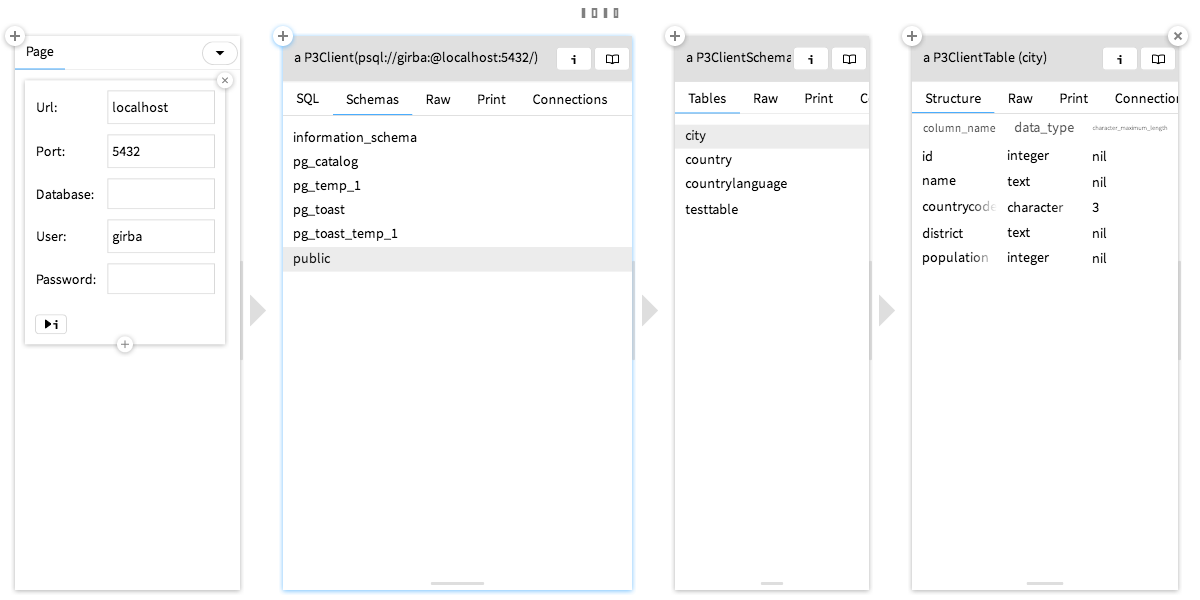 Page
Url: localhost
Port: 5432
Database:
User: girba
Password:
i
a P3Client(psql://girba:@localhost:5432/) i
SQL Schemas Raw Print Connections
information_schema
pg_catalog
pg_temp_1
pg_toast
pg_toast_temp_1
public
a P3ClientSchema i
Tables Raw Print C
city
country
countrylanguage
testtable
a P3ClientTable (city) i
Structure Raw Print Connection
column_name data_type character_maximum_length
id integer nil
name text nil
countrycode character 3
district text nil
population integer nil